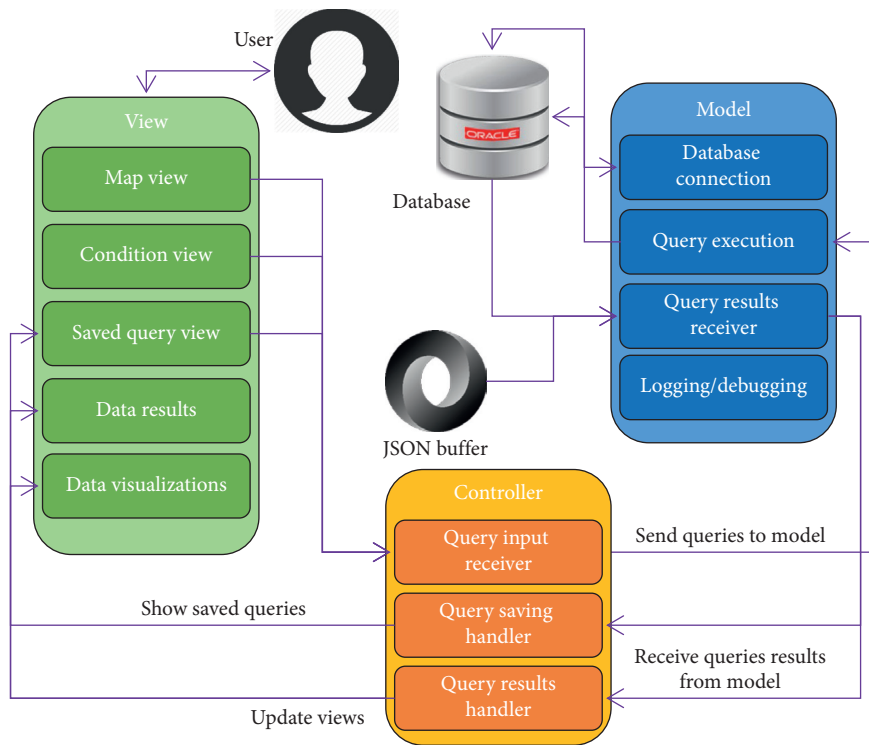 User
View
Map view
Condition view
Saved query view
Data results
Data visualizations
ORACLE
Database
JSON buffer
Model
Database
connection
Query execution
Query results
receiver
Logging/debugging
Controller
Query input
receiver
Query saving
handler
Query results
handler
Send queries to model
Show saved queries
Receive queries results
from model
Update views